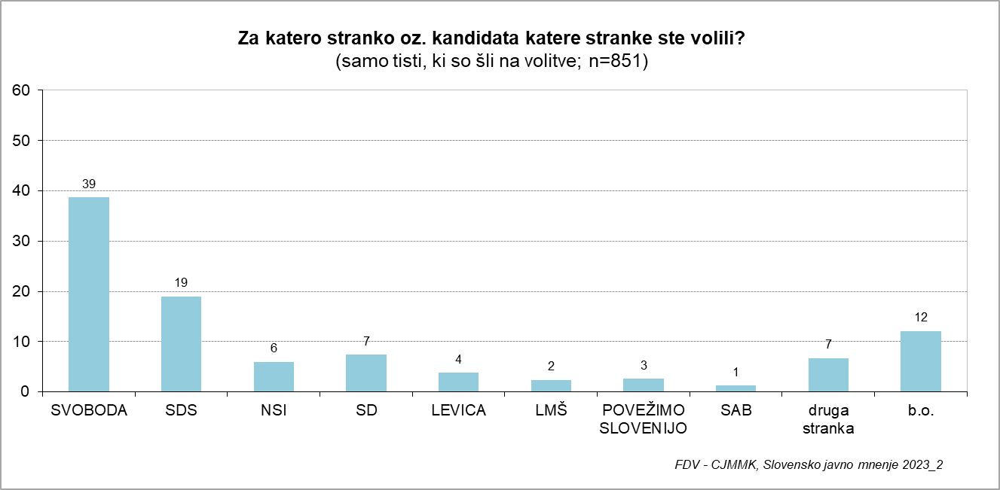 Za katero stranko oz. kandidata katere stranke ste volili?
(samo tisti, ki so šli na volitve; n=851)
60
50
40
30
20
10
0
39
19
6
7
4
2
3
1
7
12
SVOBODA
SDS
NSI
SD
LEVICA
LMŠ
POVEŽIMO
SLOVENIJO
SAB
druga
stranka
b.o.
FDV - CJMMK, Slovensko javno mnenje 2023_2